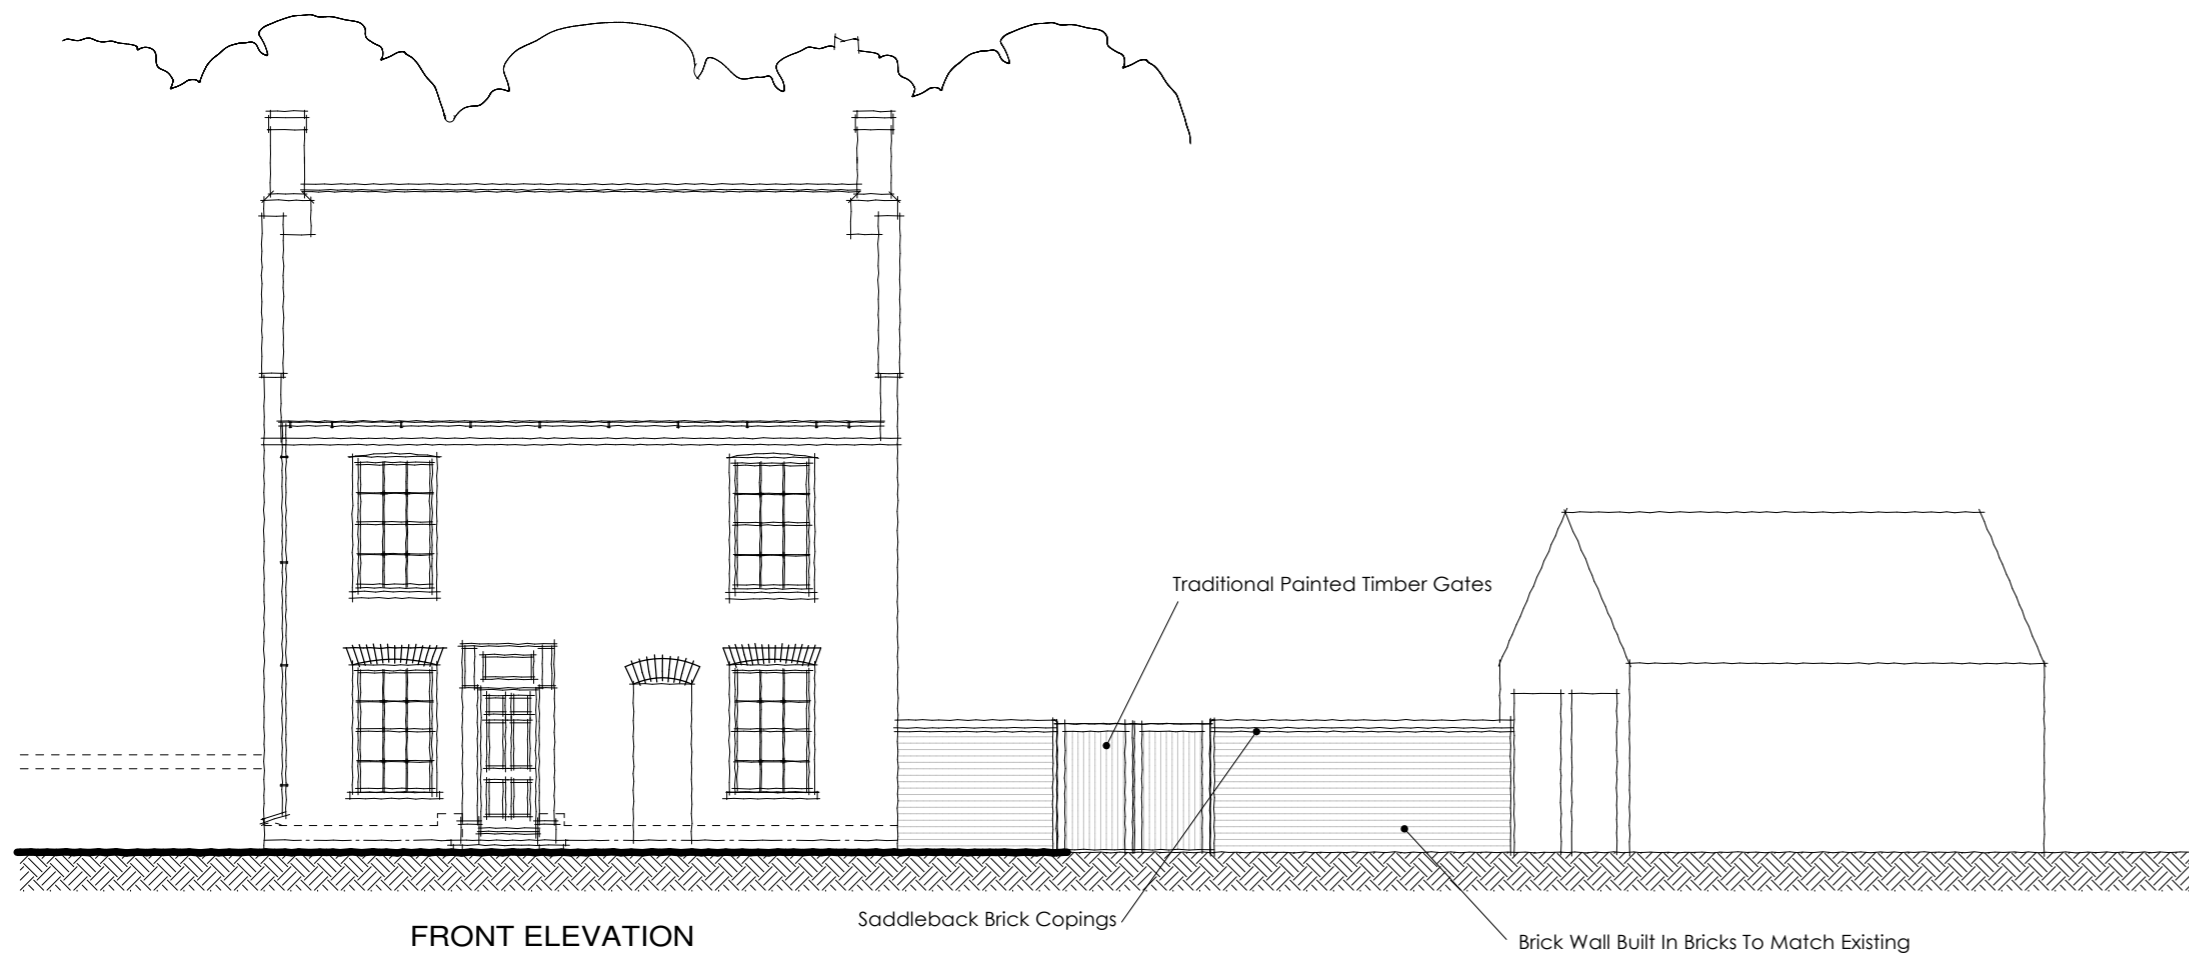 Traditional Painted Timber Gates
Saddleback Brick Copings
FRONT ELEVATION
Brick Wall Built In Bricks To Match Existing